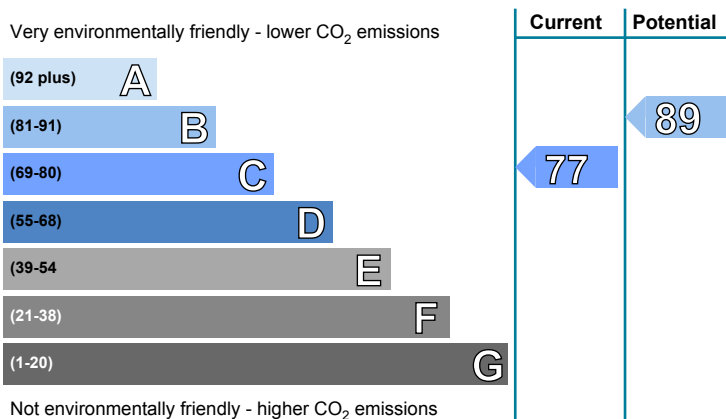 Very environmentally friendly - lower CO2 emissions
Current
Potential
(92 plus) A
(81-91) B
89
(69-80) C
77
(55-68) D
(39-54 E
(21-38) F
(1-20) G
Not environmentally friendly - higher CO2 emissions